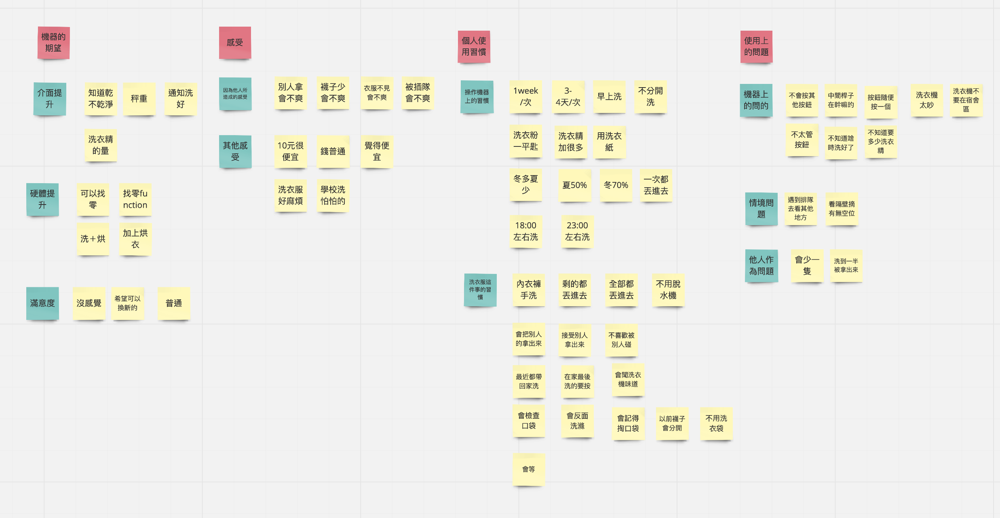 機器的
期望
介面提
升
知道乾
不乾淨
秤重
通知洗
好
洗衣精
的量
硬體提
升
可以找
零
找零fu
nction
洗＋烘
加上烘
衣
滿意度
沒感覺
希望可以
換新的
普通
感受
因為他人所
造成的感受
別人拿
會不爽
襪子少
會不爽
衣服不見
會不爽
被插隊
會不爽
其他感
受
10元很
便宜
錢普通
覺得便
宜
洗衣服
好麻煩
學校洗
怕怕的
個人使
用習慣
操作機器
上的習慣
1week
/次
3-
4天/次
早上洗
不分開
洗
洗衣粉
一平匙
洗衣精
加很多
用洗衣
紙
冬多夏
少
夏50%
冬70%
一次都
丟進去
18:00
左右洗
23:00
左右洗
洗衣服這
件事的習
慣
內衣褲
手洗
剩的都
丟進去
全部都
丟進去
不用脫
水機
會把別人
的拿出來
接受別人
拿出來
不喜歡被
別人碰
最近都帶
回家洗
在家最後
洗的要按
會聞洗衣
機味道
會檢查
口袋
會反面
洗滌
會記得
掏口袋
以前襪子
會分開
不用洗
衣袋
會等
使用上
的問題
機器上
的問的
不會按其
他按鈕
中間桿子
在幹嘛的
按鈕隨便
按一個
洗衣機
太吵
洗衣機不
要在宿舍
區
不太管
按鈕
不知道啥
時洗好了
不知道要
多少洗衣
精
情境問
題
遇到排隊
去看其他
地方
看隔壁摘
有無空位
他人作
為問題
會少一
隻
洗到一半
被拿出來